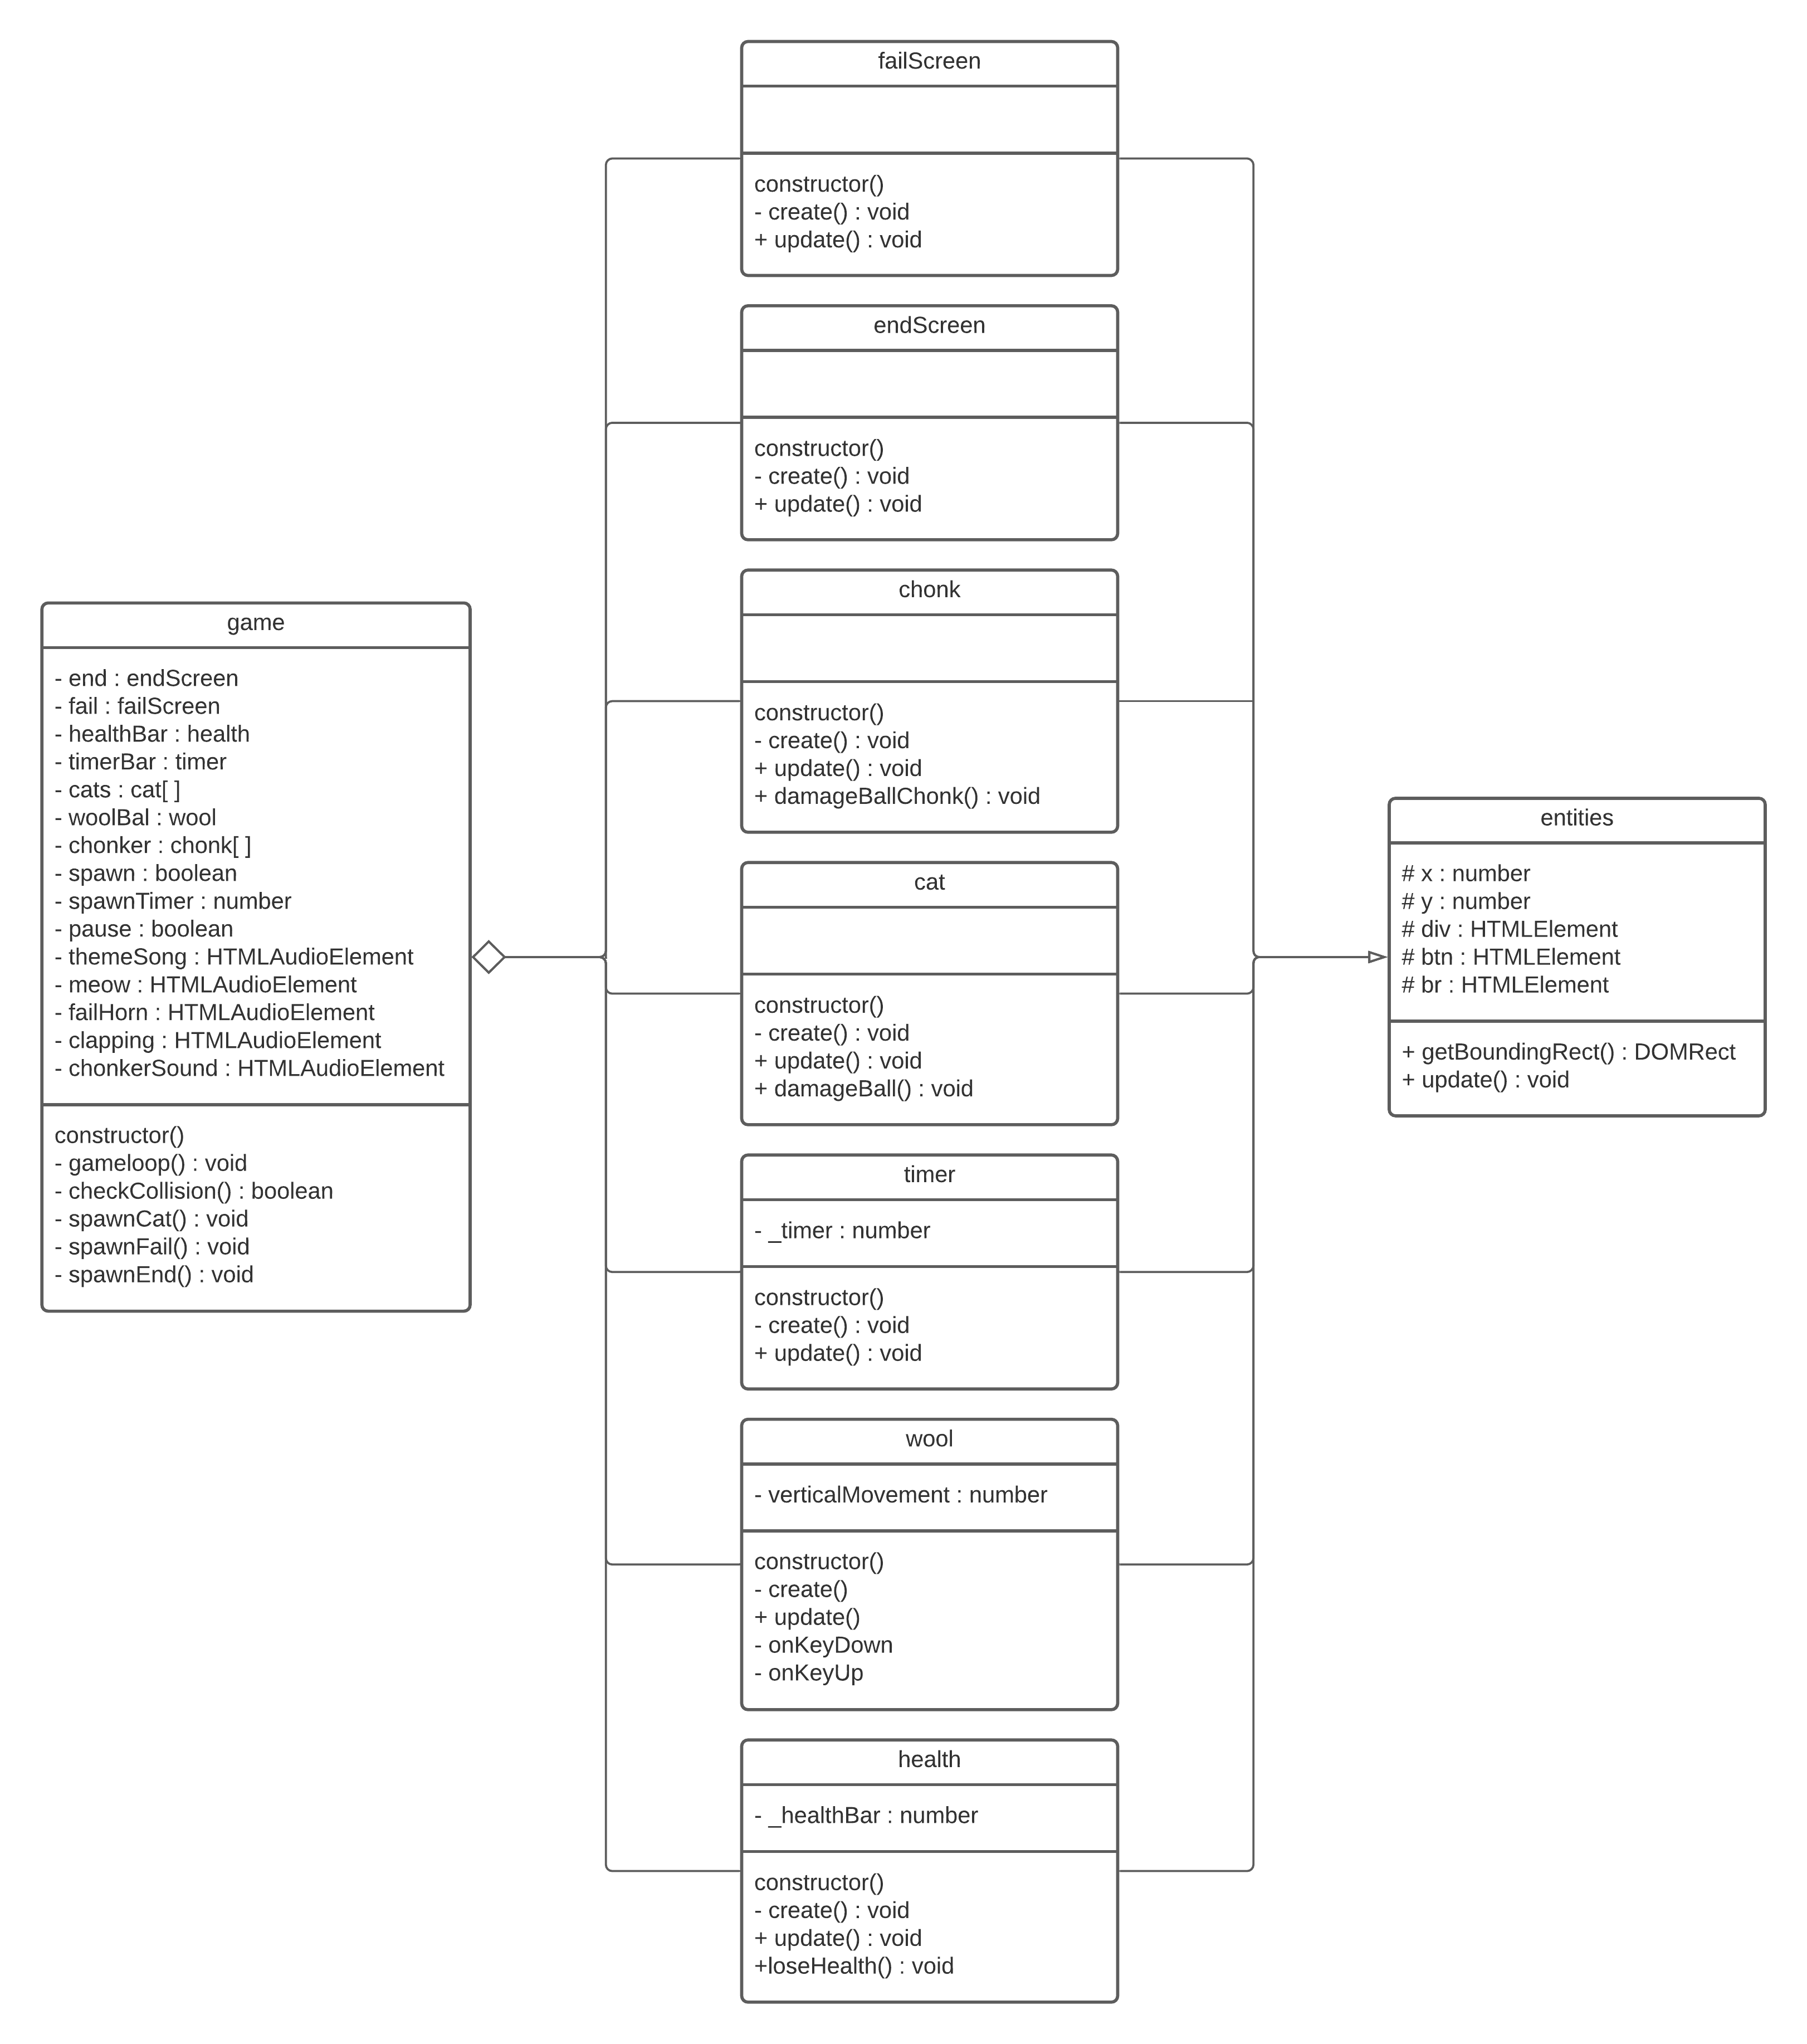 failScreen
constructor()
- create() : void
+ update() : void
endScreen
constructor()
- create() : void
+ update() : void
chonk
constructor()
- create() : void
+ update() : void
+ damageBallChonk() : void
game
- end : endScreen
- fail : failScreen
- healthBar : health
- timerBar : timer
- cats : cat[ ]
- woolBal : wool
- chonker : chonk[ ]
- spawn : boolean
- spawnTimer : number
- pause : boolean
- themeSong : HTMLAudioElement
- meow : HTMLAudioElement
- failHorn : HTMLAudioElement
- clapping : HTMLAudioElement
- chonkerSound : HTMLAudioElement
constructor()
- gameloop() : void
- checkCollision() : boolean
- spawnCat() : void
- spawnFail() : void
- spawnEnd() : void
cat
constructor()
- create() : void
+ update() : void
+ damageBall() : void
entities
# x : number
# y : number
# div : HTMLElement
# btn : HTMLElement
# br : HTMLElement
+ getBoundingRect() : DOMRect
+ update() : void
timer
- _timer : number
constructor()
- create() : void
+ update() : void
wool
- verticalMovement : number
constructor()
- create()
+ update()
- onKeyDown
- onKeyUp
health
- _healthBar : number
constructor()
- create() : void
+ update() : void
+loseHealth() : void